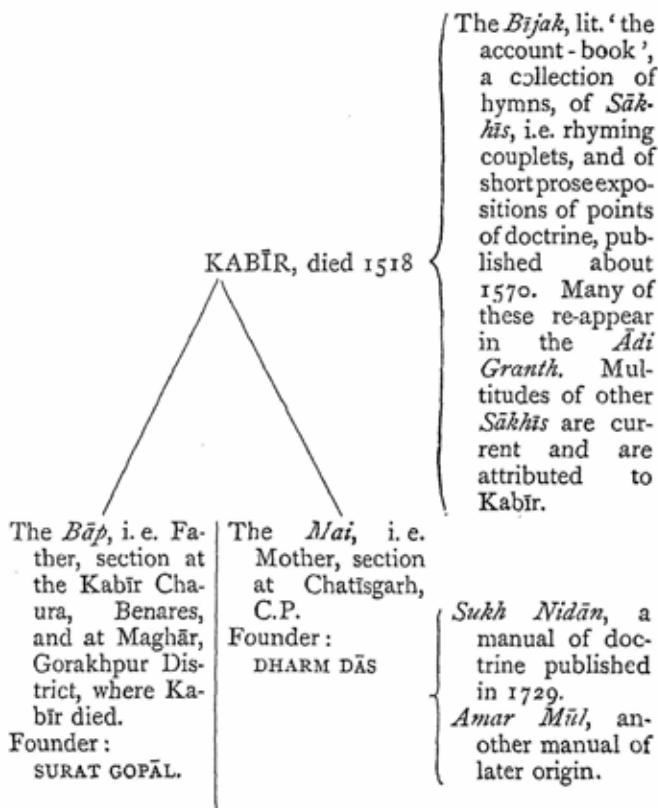 The Bījak, lit. ‘ the
account - book ’,
a cɔllection of
hymns, of Sāk-
hīs, i.e. rhyming
couplets, and of
short prose expo-
sitions of points
of doctrine, pub-
lished about
1570. Many of
these re-appear
in the Ādi
Granth. Mul-
titudes of other
Sākhīs are cur-
rent and are
attributed to
Kabīr.
KABĪR, died 1518
The Bāp, i. e. Fa-
ther, section at
the Kabīr Cha-
ura, Benares,
and at Maghār,
Gorakhpur Dis-
trict, where Ka-
bīr died.
Founder :
SURAT GOPĀL.
The Mai, i. e.
Mother, section
at Chatīsgarh,
C.P.
Founder :
DHARM DĀS
Sukh Nidān, a
manual of doc-
trine published
in 1729.
Amar Mūl, an-
other manual of
later origin.